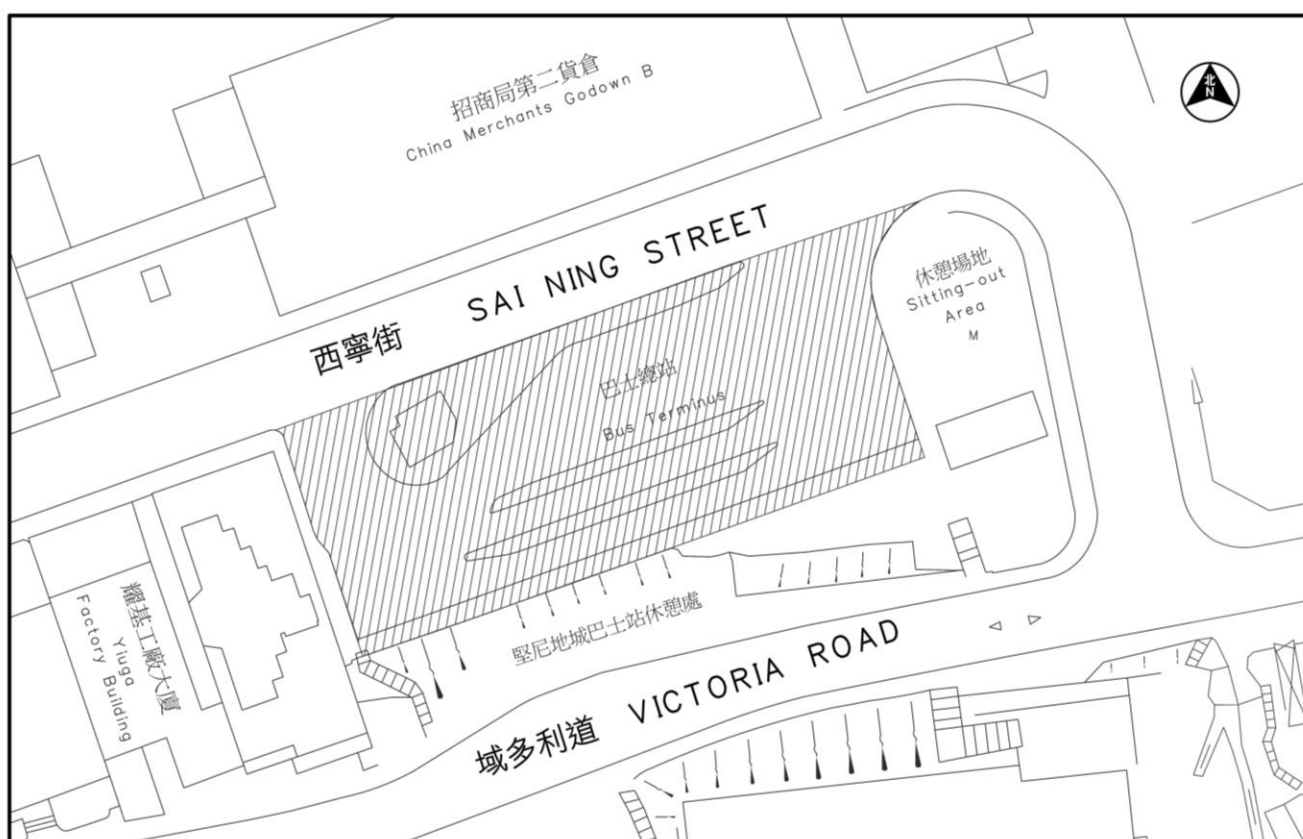 招商局第二貨倉
China Merchants Godown B
北
N
西寧街 SAI NING STREET
休憩場地
Sitting-out
Area
M
巴士總站
Bus Terminus
耀基工廠大廈
Yiuga
Factory Building
堅尼地城巴士站休憩處
域多利道 VICTORIA ROAD